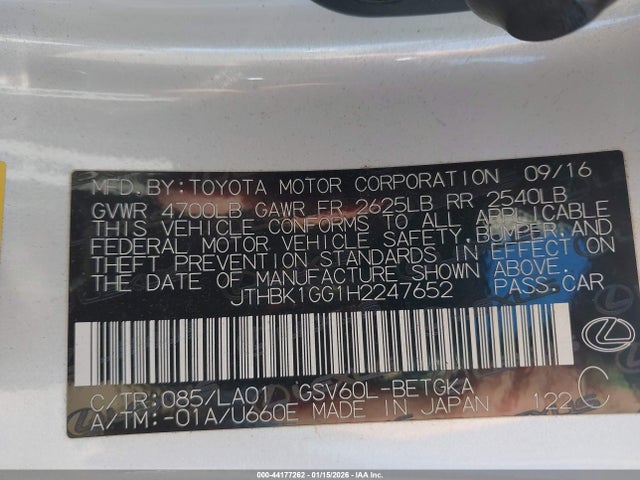 MFD.BY:TOYOTA MOTOR CORPORATION 09/16
GVWR 4700LB GAWR FR 2625LB RR 2540LB
THIS VEHICLE CONFORMS TO ALL APPLICABLE
FEDERAL MOTOR VEHICLE SAFETY,BUMPER,AND
THEFT PREVENTION STANDARDS IN EFFECT ON
THE DATE OF MANUFACTURE SHOWN ABOVE.
JTHBK1GG1H2247652 PASS.CAR
C/TR:085/LA01 GSV60L-BETGKA
A/TM:-01A/U660E MADE IN JAPAN 122 C
000-44177262 - 01/15/2026 - IAA Inc.